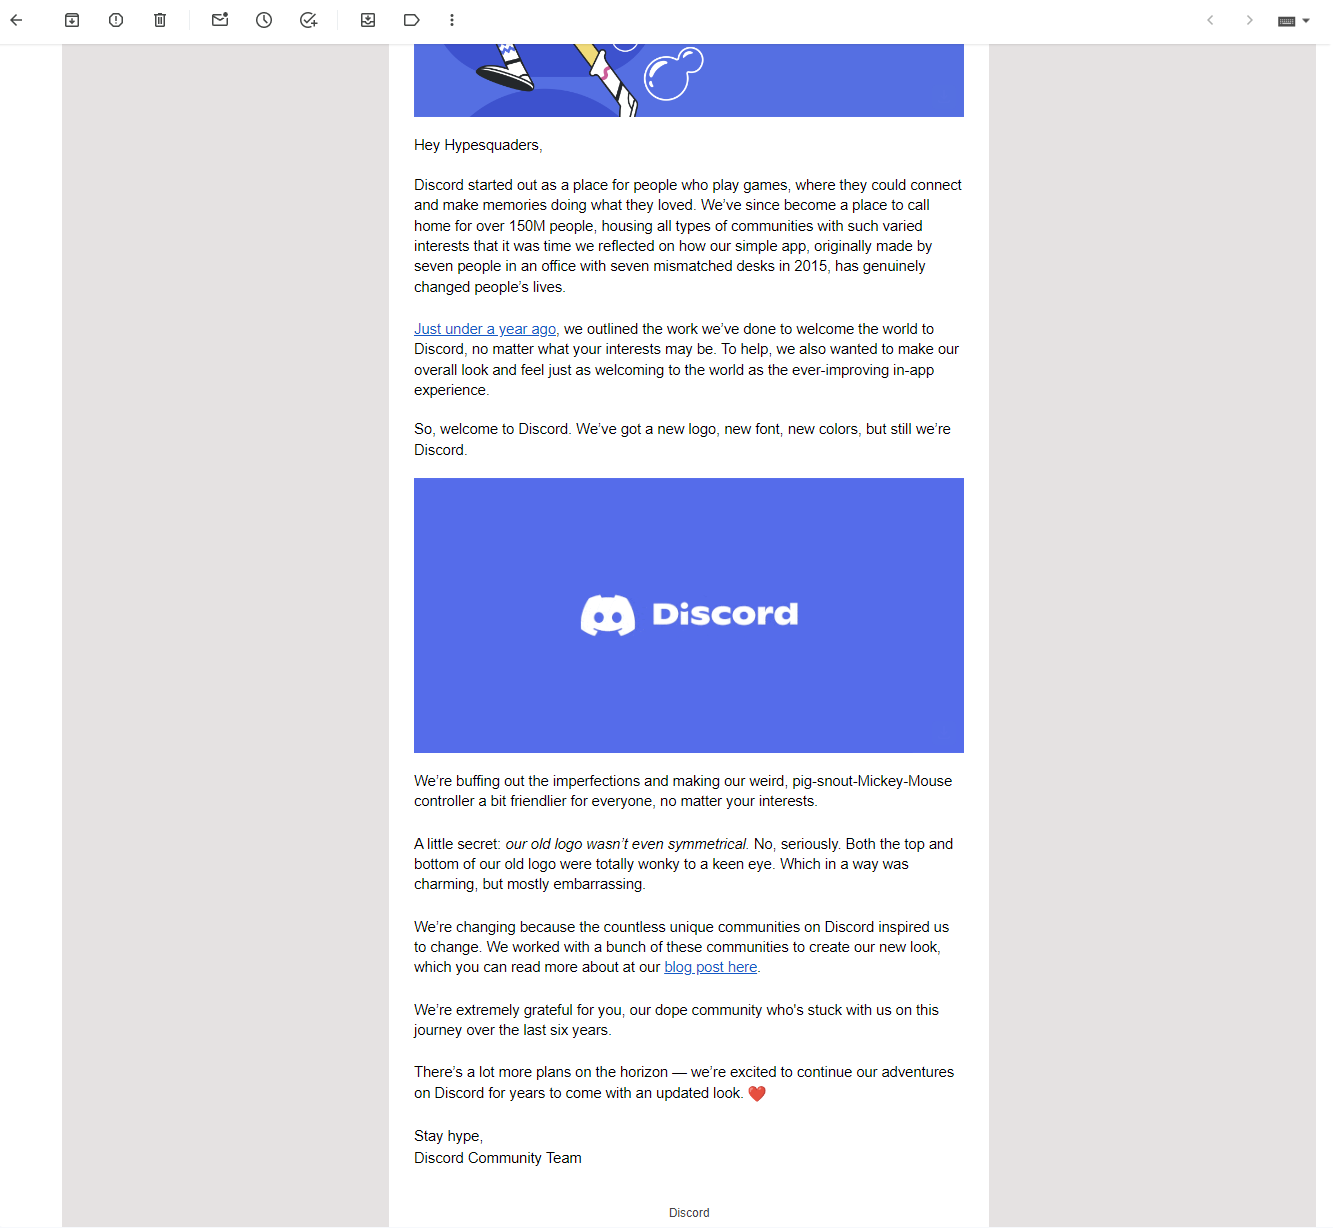 Hey Hypesquaders,
Discord started out as a place for people who play games, where they could connect
and make memories doing what they loved. We’ve since become a place to call
home for over 150M people, housing all types of communities with such varied
interests that it was time we reflected on how our simple app, originally made by
seven people in an office with seven mismatched desks in 2015, has genuinely
changed people’s lives.
Just under a year ago, we outlined the work we’ve done to welcome the world to
Discord, no matter what your interests may be. To help, we also wanted to make our
overall look and feel just as welcoming to the world as the ever-improving in-app
experience.
So, welcome to Discord. We’ve got a new logo, new font, new colors, but still we’re
Discord.
Discord
We’re buffing out the imperfections and making our weird, pig-snout-Mickey-Mouse
controller a bit friendlier for everyone, no matter your interests.
A little secret: our old logo wasn’t even symmetrical. No, seriously. Both the top and
bottom of our old logo were totally wonky to a keen eye. Which in a way was
charming, but mostly embarrassing.
We’re changing because the countless unique communities on Discord inspired us
to change. We worked with a bunch of these communities to create our new look,
which you can read more about at our blog post here.
We’re extremely grateful for you, our dope community who's stuck with us on this
journey over the last six years.
There’s a lot more plans on the horizon — we’re excited to continue our adventures
on Discord for years to come with an updated look. ❤️
Stay hype,
Discord Community Team
Discord